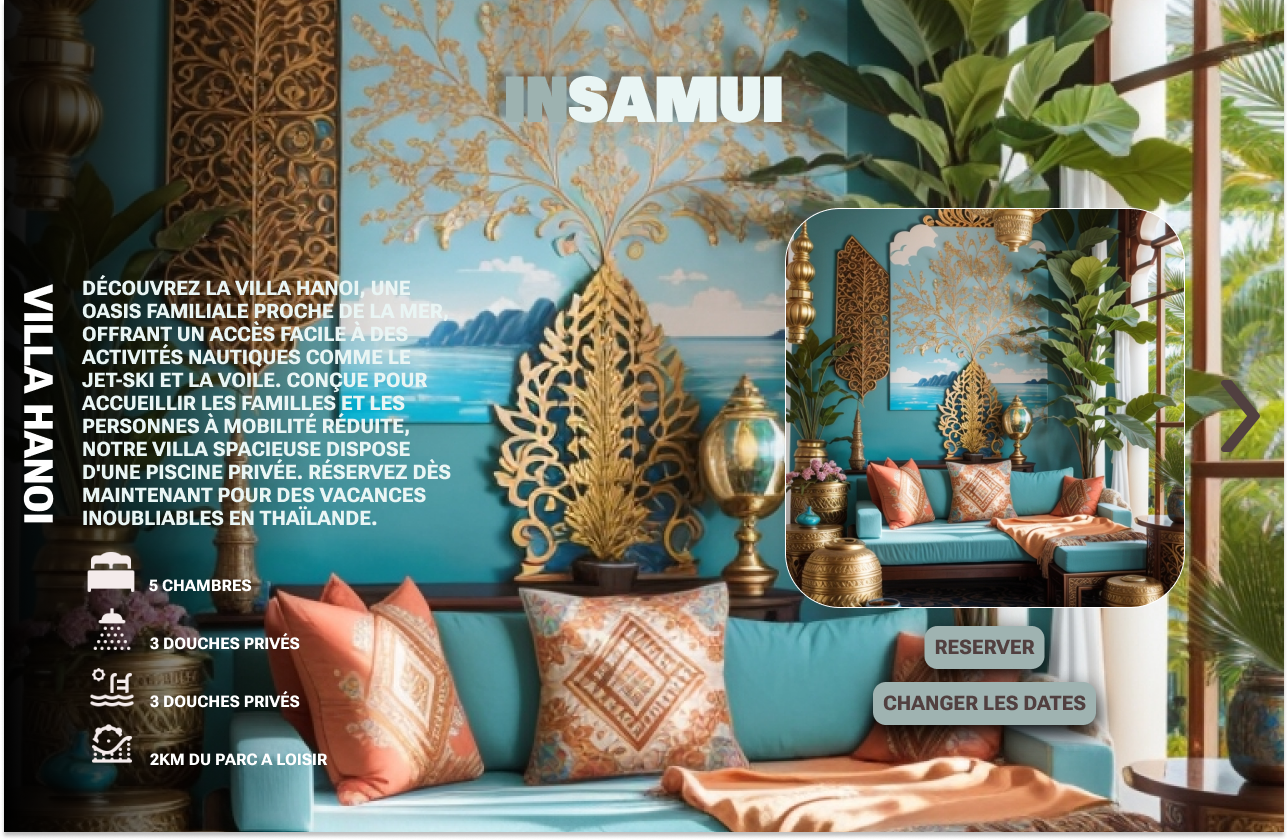 INSAMUI
VILLA HANOI
DÉCOUVREZ LA VILLA HANOI, UNE
OASIS FAMILIALE PROCHE DE LA MER,
OFFRANT UN ACCÈS FACILE À DES
ACTIVITÉS NAUTIQUES COMME LE
JET-SKI ET LA VOILE. CONÇUE POUR
ACCUEILLIR LES FAMILLES ET LES
PERSONNES À MOBILITÉ RÉDUITE,
NOTRE VILLA SPACIEUSE DISPOSE
D'UNE PISCINE PRIVÉE. RÉSERVEZ DÈS
MAINTENANT POUR DES VACANCES
INOUBLIABLES EN THAÏLANDE.
5 CHAMBRES
3 DOUCHES PRIVÉS
3 DOUCHES PRIVÉS
2KM DU PARC A LOISIR
RESERVER
CHANGER LES DATES